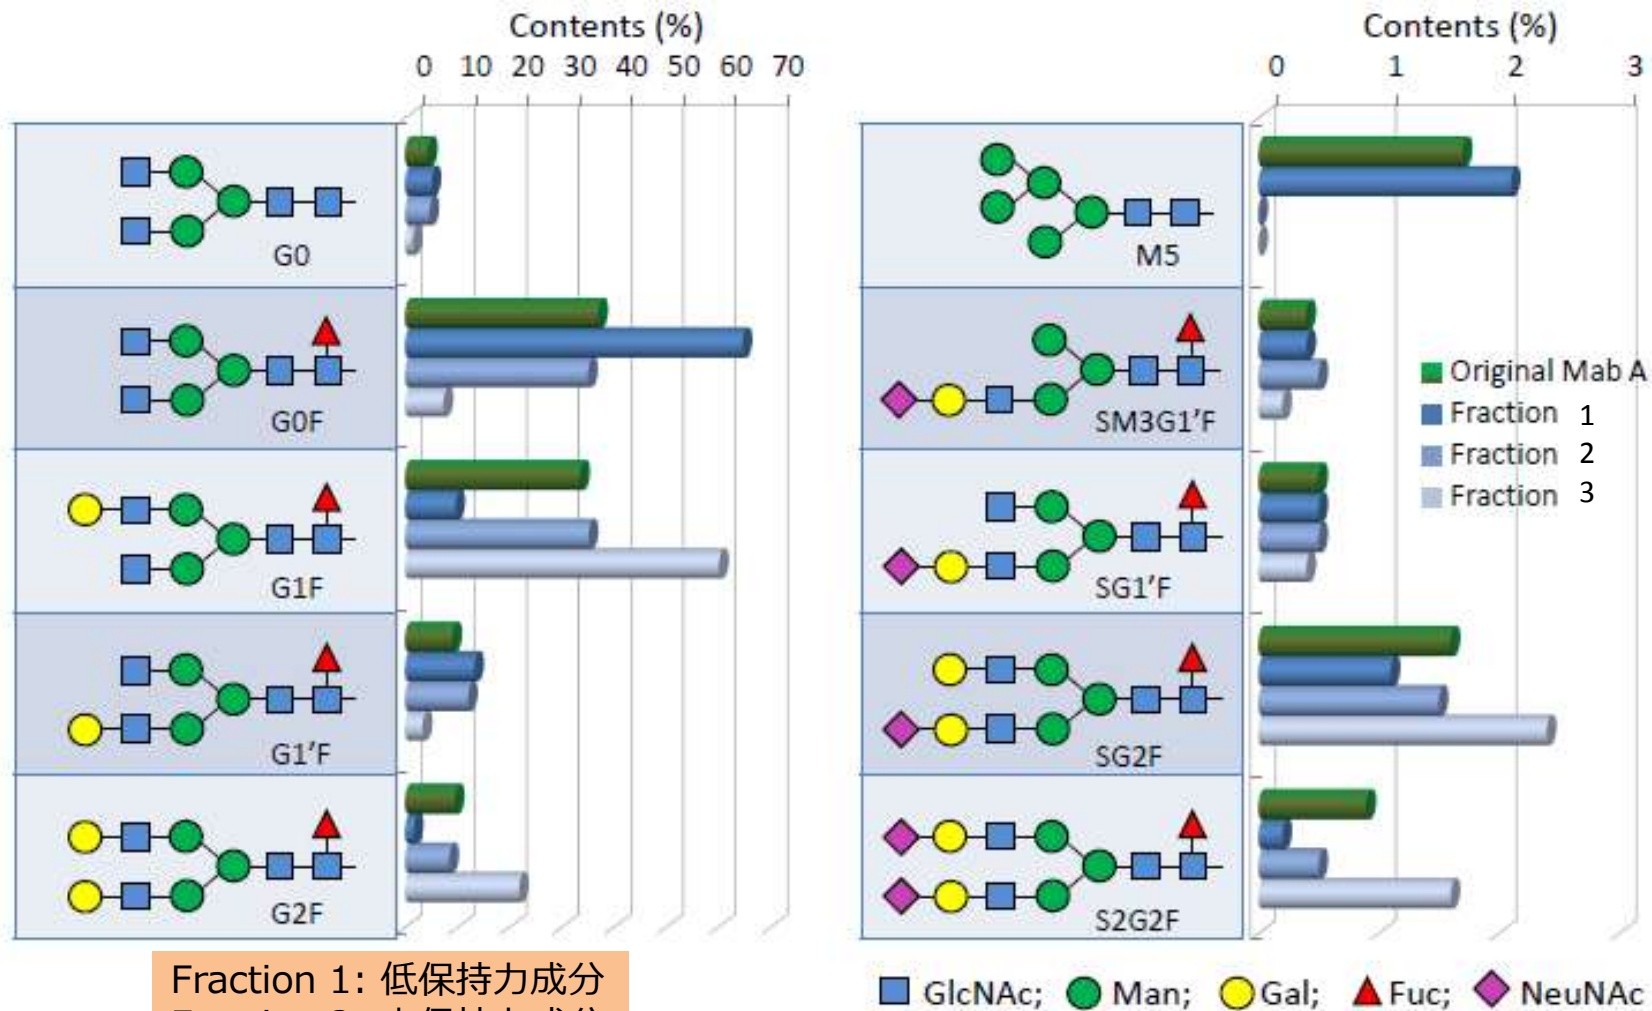 Contents (%)
0 10 20 30 40 50 60 70
G0
G0F
G1F
G1'F
G2F
Contents (%)
0 1 2 3
M5
SM3G1'F
SG1'F
SG2F
S2G2F
Original Mab A
Fraction 1
Fraction 2
Fraction 3
Fraction 1: 低保持力成分
GlcNAc; Man; Gal; Fuc; NeuNAc